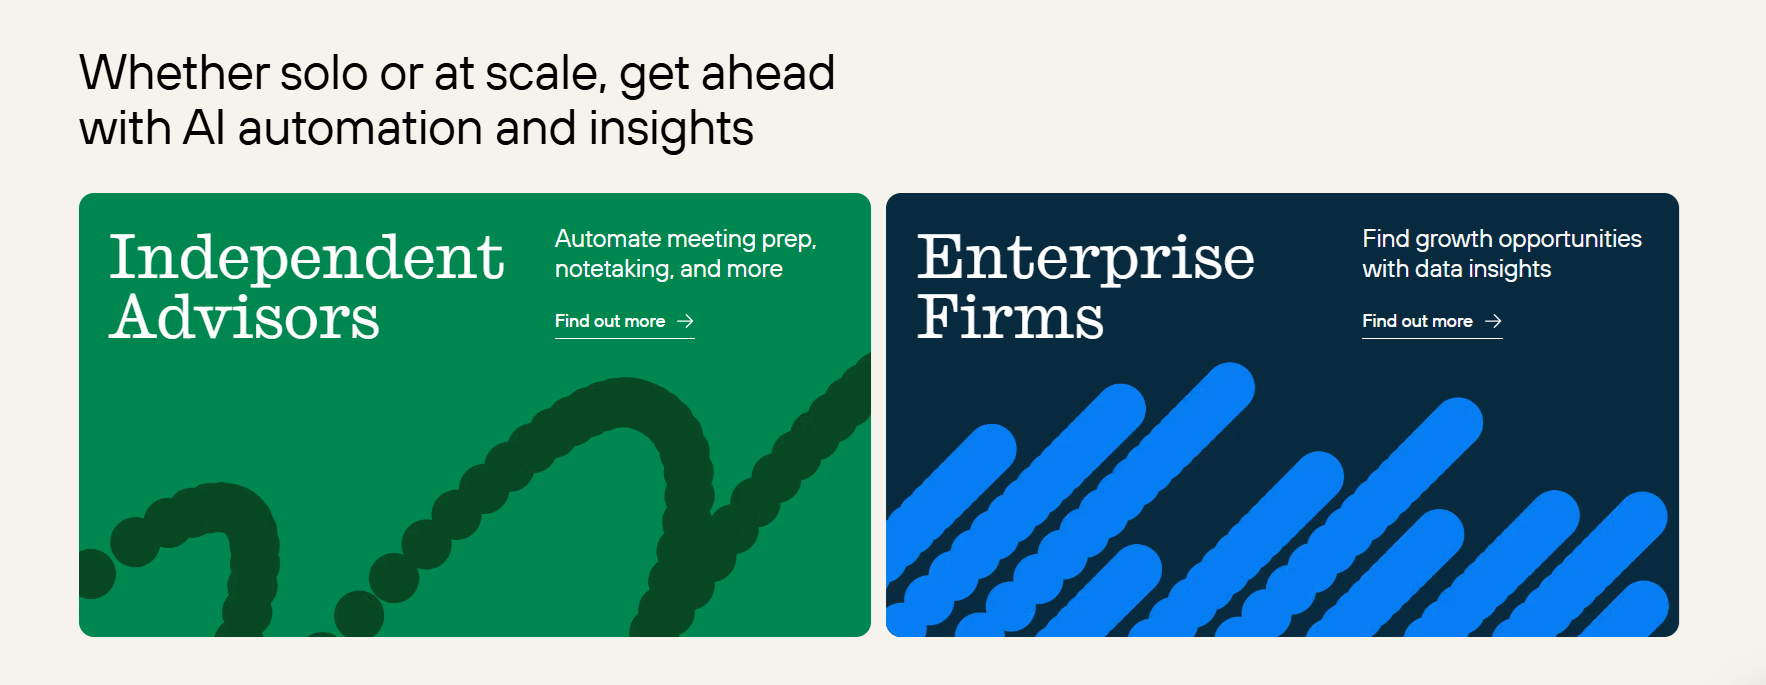 Whether solo or at scale, get ahead
with AI automation and insights
Independent
Advisors
Automate meeting prep,
notetaking, and more
Find out more →
Enterprise
Firms
Find growth opportunities
with data insights
Find out more →